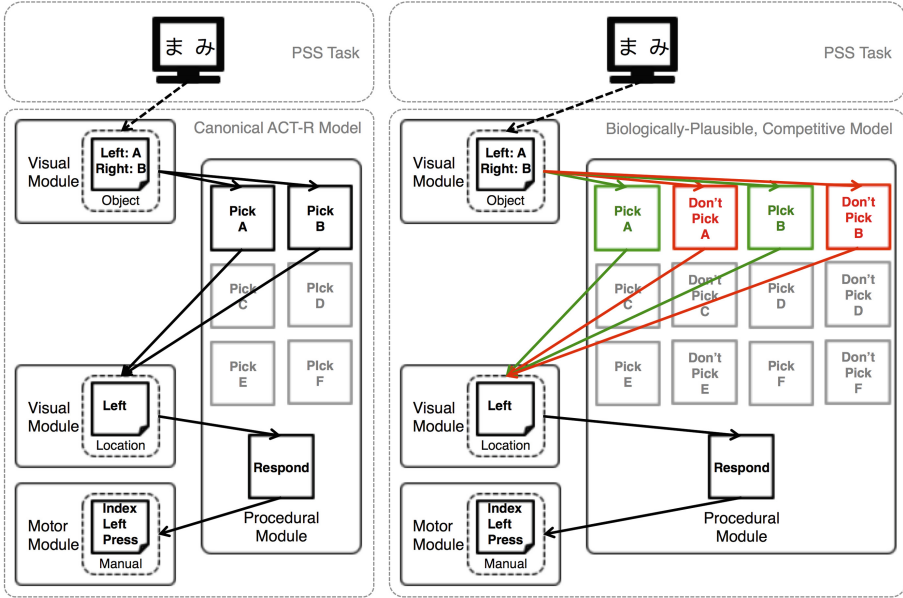 まみ
PSS Task
Canonical ACT-R Model
Visual
Module
Left: A
Right: B
Object
Pick
A
Pick
B
PIck
C
PIck
D
Pick
E
PIck
F
Visual
Module
Left
Location
Respond
Motor
Module
Index
Left
Press
Manual
Procedural
Module
まみ
PSS Task
Biologically-Plausible, Competitive Model
Visual
Module
Left: A
Right: B
Object
Pick
A
Don't
Pick
A
PIck
B
Don't
Pick
B
PIck
C
Don't
Pick
C
Pick
D
Don't
Pick
D
Pick
E
Don't
Pick
E
Pick
F
Don't
Pick
F
Visual
Module
Left
Location
Respond
Motor
Module
Index
Left
Press
Manual
Procedural
Module